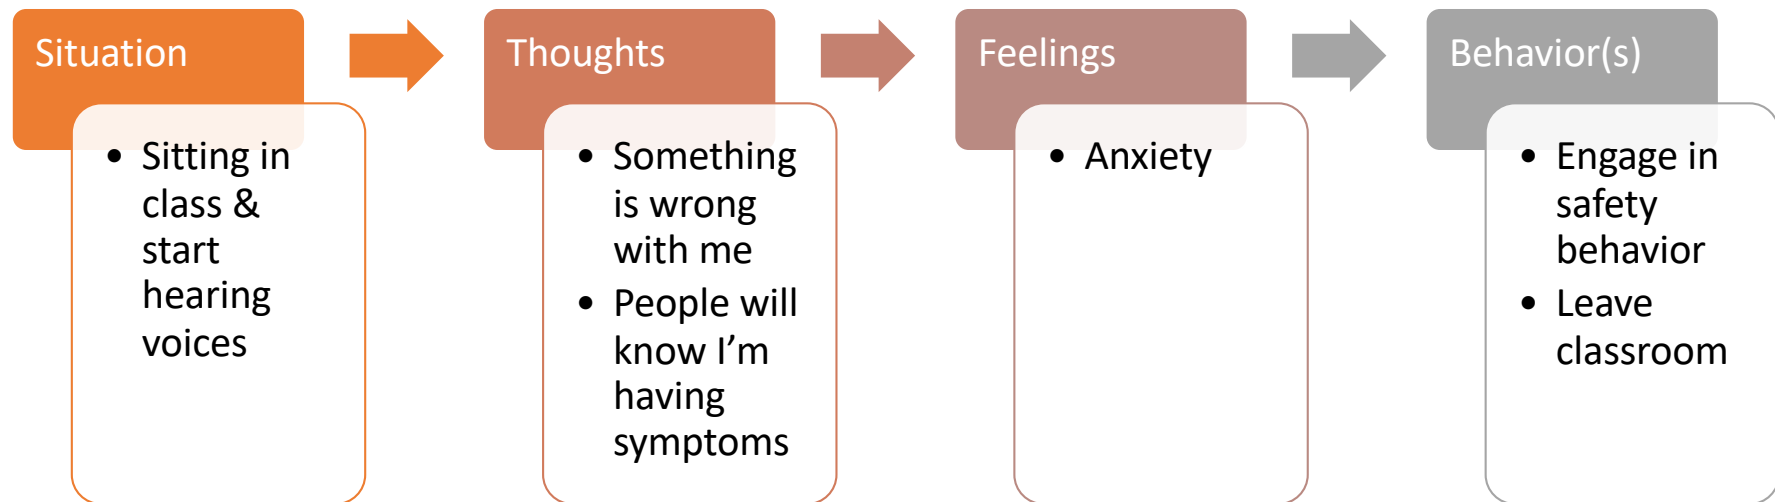 Situation
• Sitting in
class &
start
hearing
voices
Thoughts
• Something
is wrong
with me
• People will
know I’m
having
symptoms
Feelings
• Anxiety
Behavior(s)
• Engage in
safety
behavior
• Leave
classroom